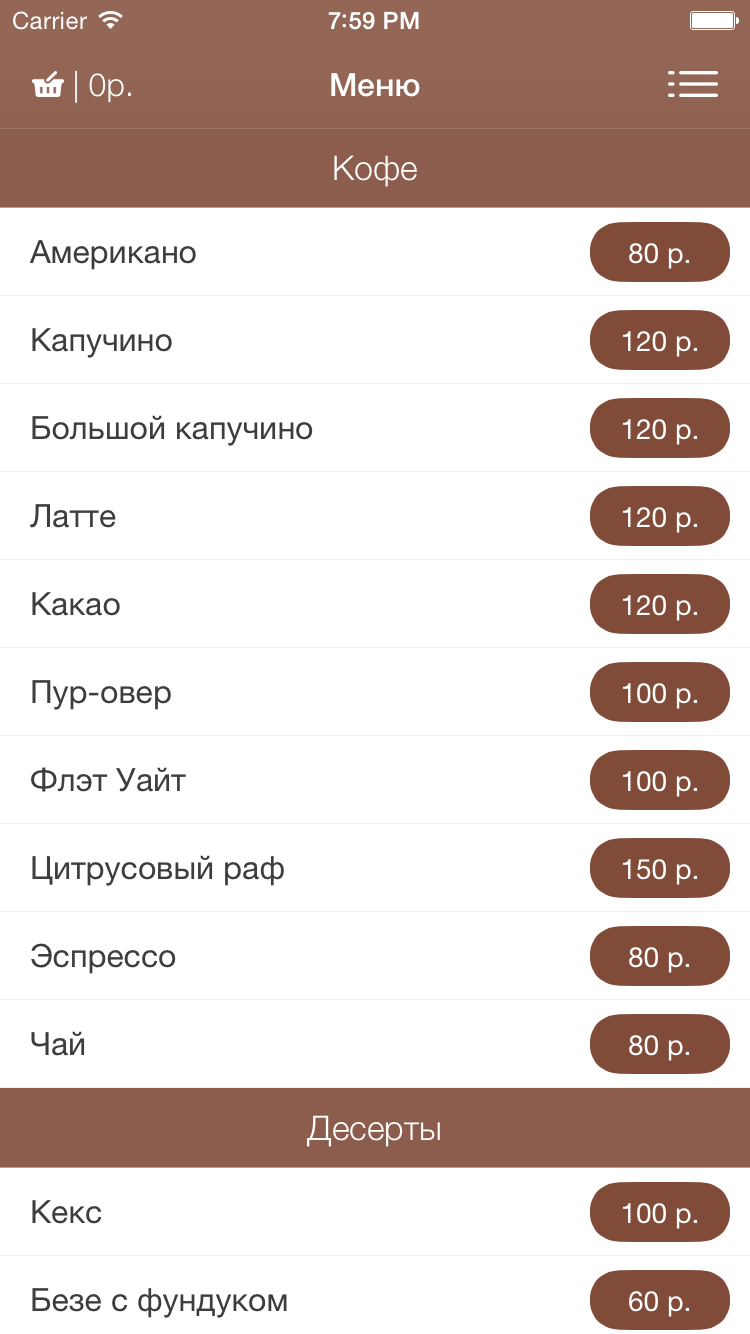 Carrier 7:59 PM
| 0р. Меню
Кофе
Американо 80 р.
Капучино 120 р.
Большой капучино 120 р.
Латте 120 р.
Какао 120 р.
Пур-овер 100 р.
Флэт Уайт 100 р.
Цитрусовый раф 150 р.
Эспрессо 80 р.
Чай 80 р.
Десерты
Кекс 100 р.
Безе с фундуком 60 р.